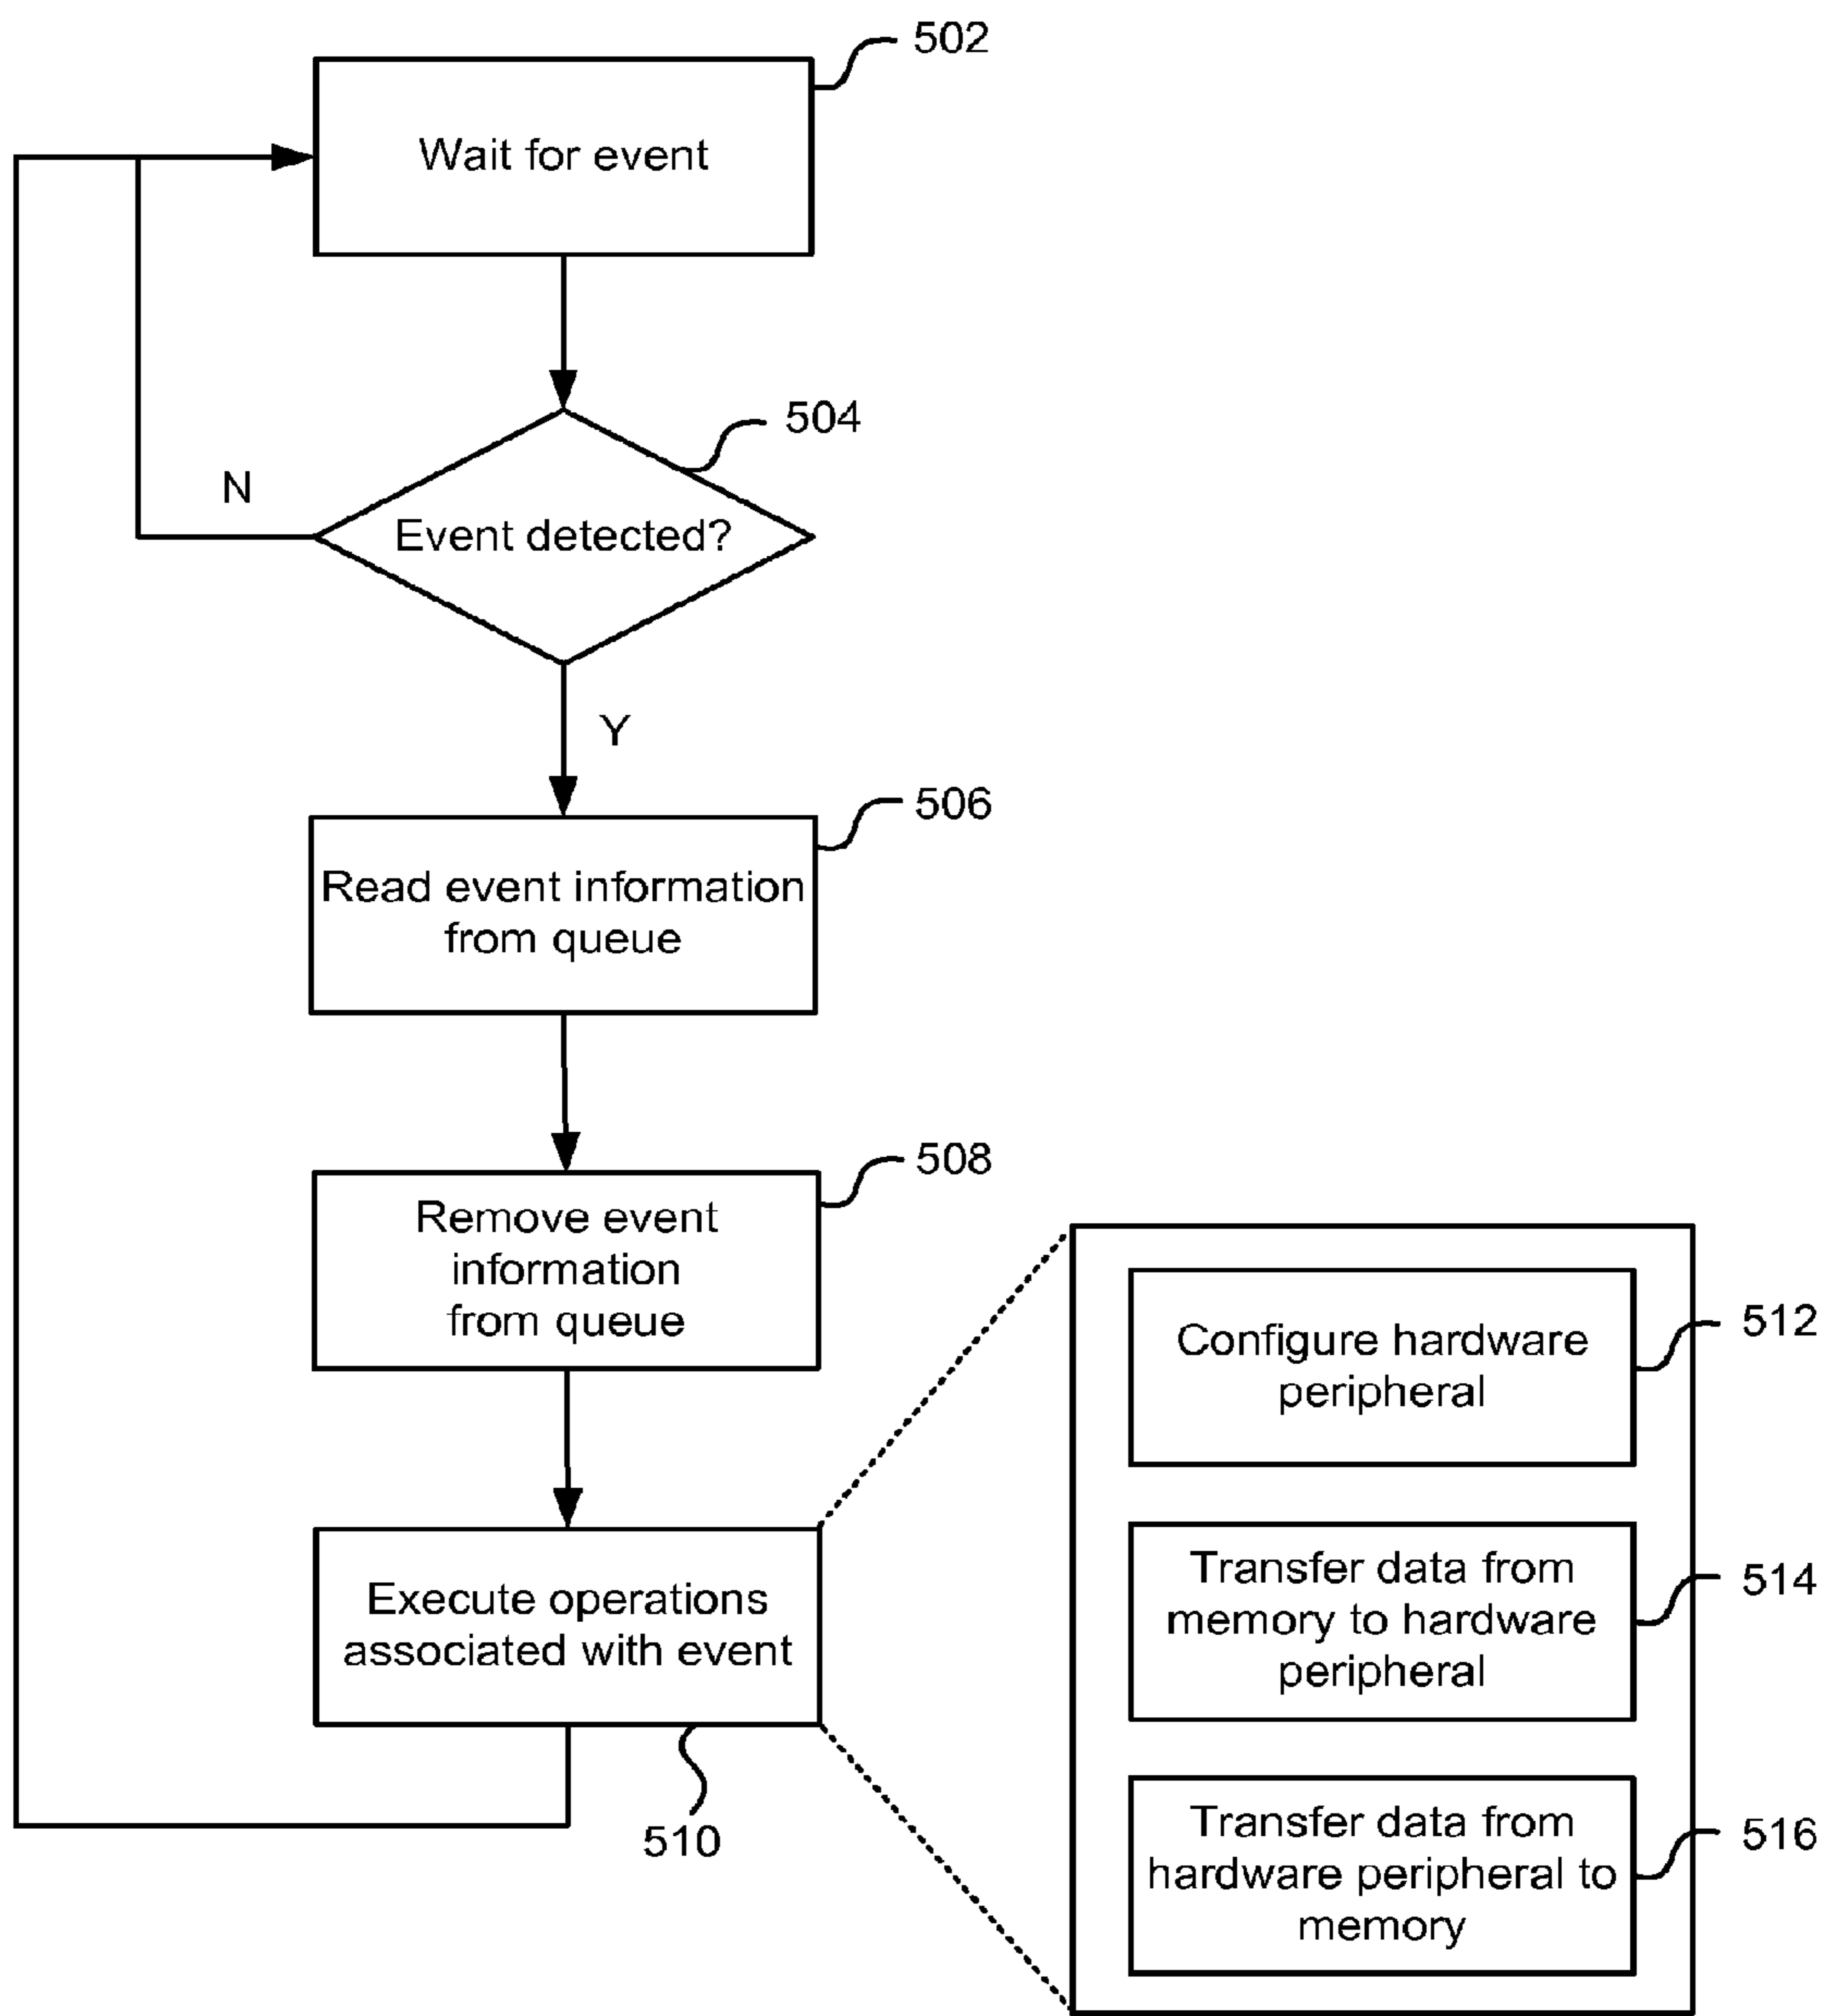 502
Wait for event
504
N
Event detected?
Y
506
Read event information
from queue
508
Remove event
information
from queue
Execute operations
associated with event
510
Configure hardware
peripheral
512
Transfer data from
memory to hardware
peripheral
514
Transfer data from
hardware peripheral to
memory
516